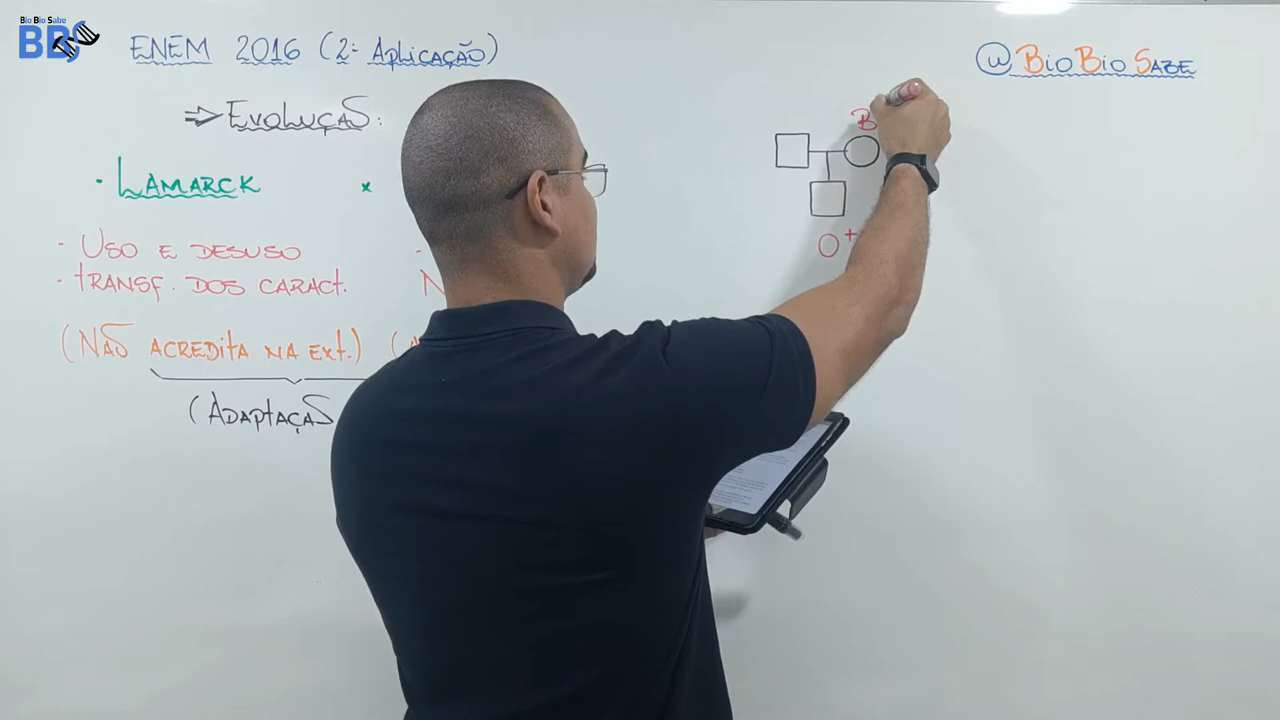 Bio Bio Sabe
BBS
ENEM 2016 (2ª Aplicação)
@BioBioSabe
⇒ Evolução:
B
• Lamarck x
• Uso e desuso
O+
• transf. dos caract.
N
(Não acredita na ext.) (
(Adaptação